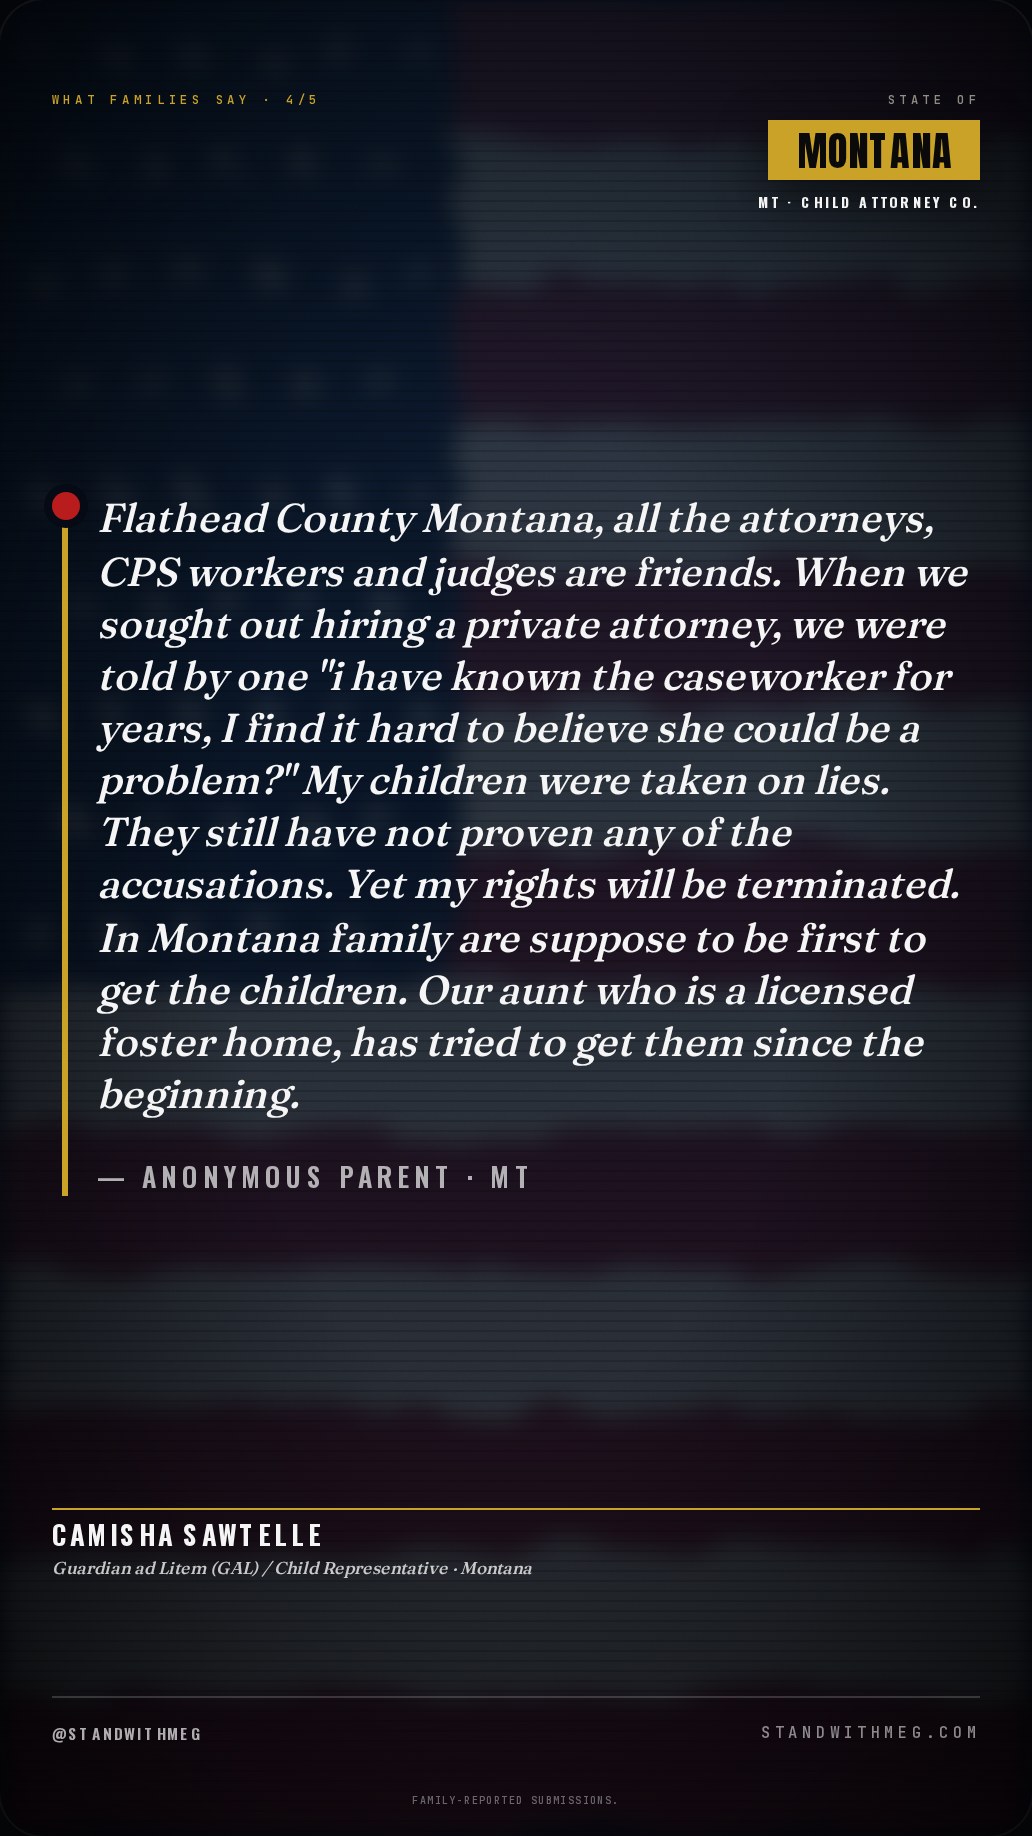 WHAT FAMILIES SAY · 4/5
STATE OF
MONTANA
MT · CHILD ATTORNEY CO.
Flathead County Montana, all the attorneys,
CPS workers and judges are friends. When we
sought out hiring a private attorney, we were
told by one "i have known the caseworker for
years, I find it hard to believe she could be a
problem?" My children were taken on lies.
They still have not proven any of the
accusations. Yet my rights will be terminated.
In Montana family are suppose to be first to
get the children. Our aunt who is a licensed
foster home, has tried to get them since the
beginning.
— ANONYMOUS PARENT · MT
CAMISHA SAWTELLE
Guardian ad Litem (GAL) / Child Representative · Montana
@STANDWITHMEG
STANDWITHMEG.COM
FAMILY-REPORTED SUBMISSIONS.